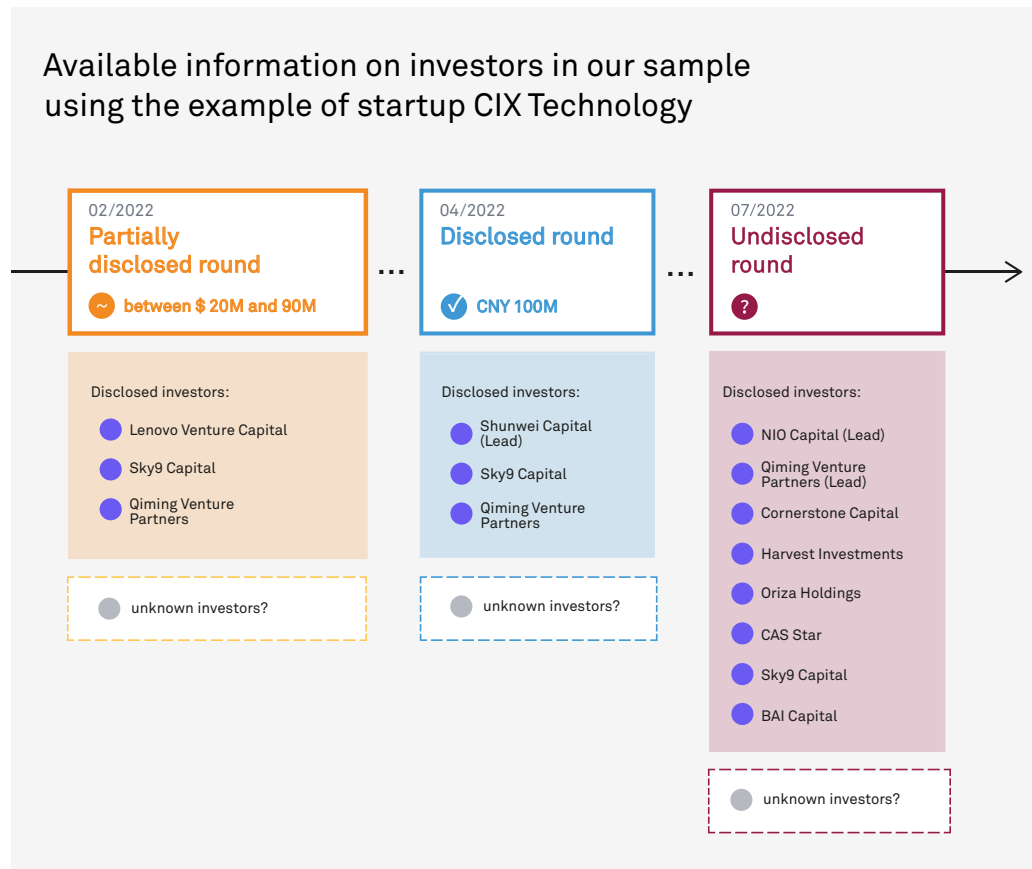 Available information on investors in our sample
using the example of startup CIX Technology
02/2022
Partially
disclosed round
~ between $ 20M and 90M
Disclosed investors:
Lenovo Venture Capital
Sky9 Capital
Qiming Venture
Partners
unknown investors?
...
04/2022
Disclosed round
✓ CNY 100M
Disclosed investors:
Shunwei Capital
(Lead)
Sky9 Capital
Qiming Venture
Partners
unknown investors?
...
07/2022
Undisclosed
round
?
Disclosed investors:
NIO Capital (Lead)
Qiming Venture
Partners (Lead)
Cornerstone Capital
Harvest Investments
Oriza Holdings
CAS Star
Sky9 Capital
BAI Capital
unknown investors?